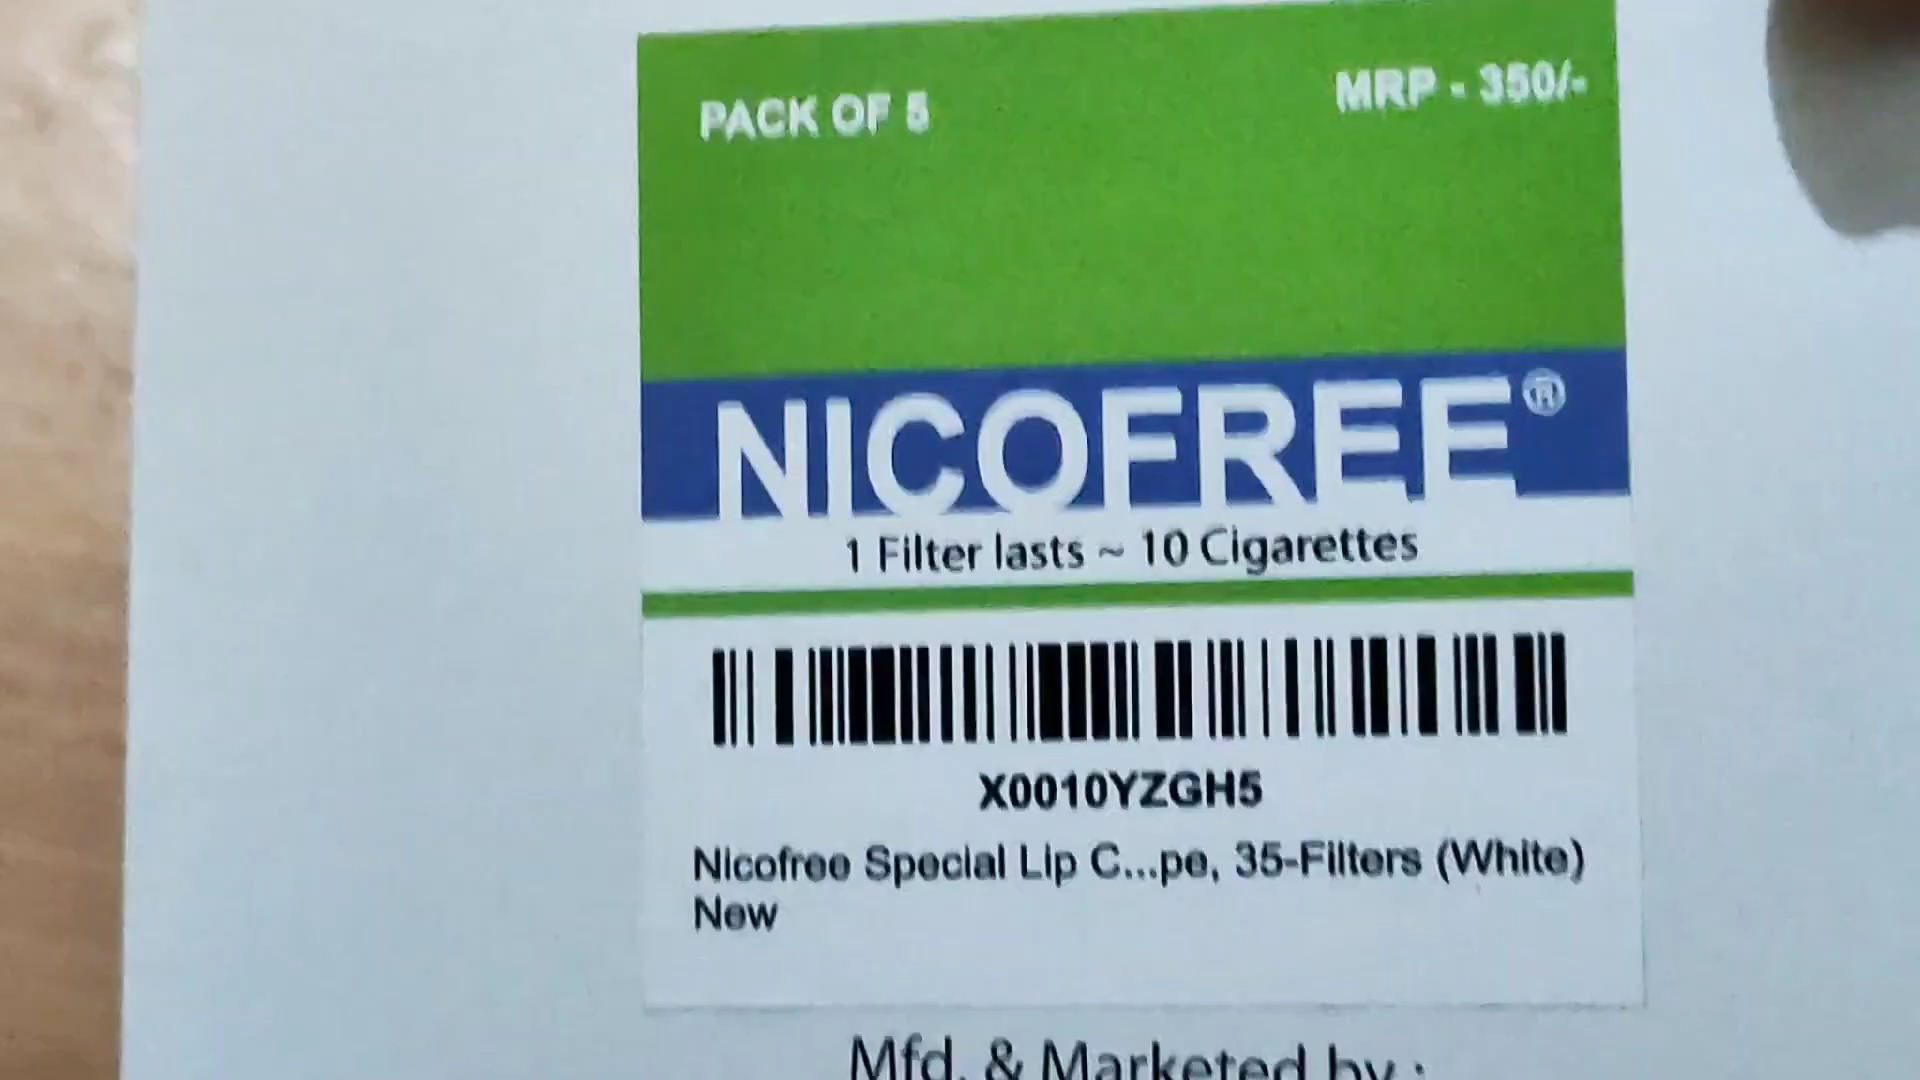 PACK OF 5
MRP - 350/-
NICOFREE®
1 Filter lasts ~ 10 Cigarettes
X0010YZGH5
Nicofree Special Lip C...pe, 35-Filters (White)
New
Mfd. & Marketed by :